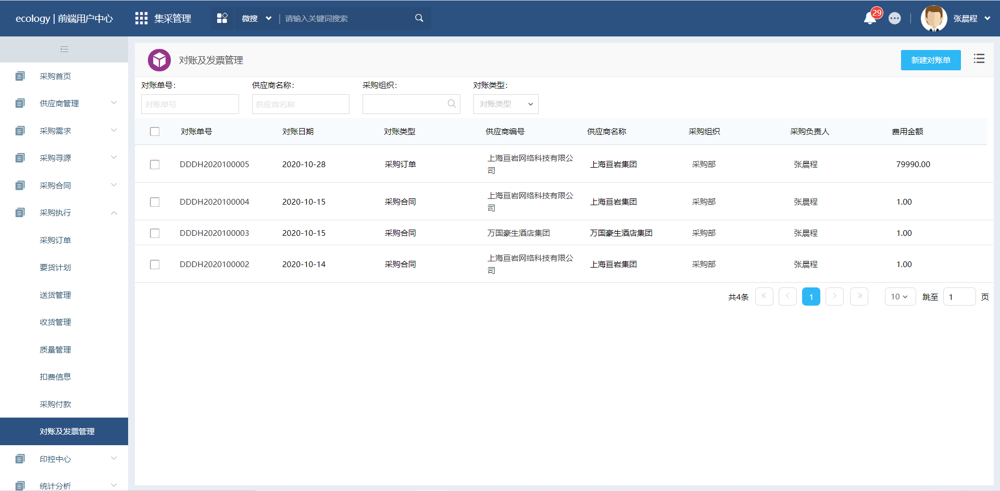 ecology | 前端用户中心
集采管理
微搜
请输入关键词搜索
29
张晨程
采购首页
供应商管理
采购需求
采购寻源
采购合同
采购执行
采购订单
要货计划
送货管理
收货管理
质量管理
扣费信息
采购付款
对账及发票管理
印控中心
统计分析
对账及发票管理
新建对账单
对账单号: 供应商名称: 采购组织: 对账类型:
对账单号 供应商名称 对账类型
对账单号 对账日期 对账类型 供应商编号 供应商名称 采购组织 采购负责人 费用金额
DDDH2020100005 2020-10-28 采购订单 上海亘岩网络科技有限公
司 上海亘岩集团 采购部 张晨程 79990.00
DDDH2020100004 2020-10-15 采购合同 上海亘岩网络科技有限公
司 上海亘岩集团 采购部 张晨程 1.00
DDDH2020100003 2020-10-15 采购合同 万国豪生酒店集团 万国豪生酒店集团 采购部 张晨程 1.00
DDDH2020100002 2020-10-14 采购合同 上海亘岩网络科技有限公
司 上海亘岩集团 采购部 张晨程 1.00
共4条 1 10 跳至 1 页